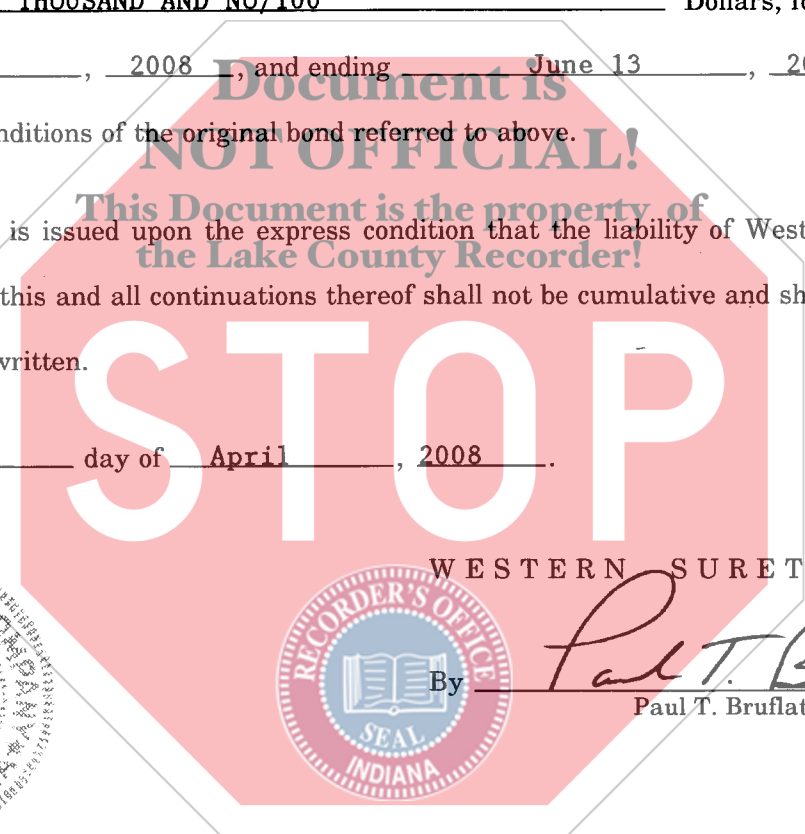 THOUSAND AND NO/100 Dollars,
, 2008 , and ending June 13 ,
Document is
conditions of the original bond referred to above.
NOT OFFICIAL!
This Document is the property of
is issued upon the express condition that the liability of West
the Lake County Recorder!
this and all continuations thereof shall not be cumulative and sh
written.
STOP
day of April , 2008 .
WESTERN SURET
RECORDER'S OFFICE
SEAL
INDIANA
By Paul T. B
Paul T. Bruflat